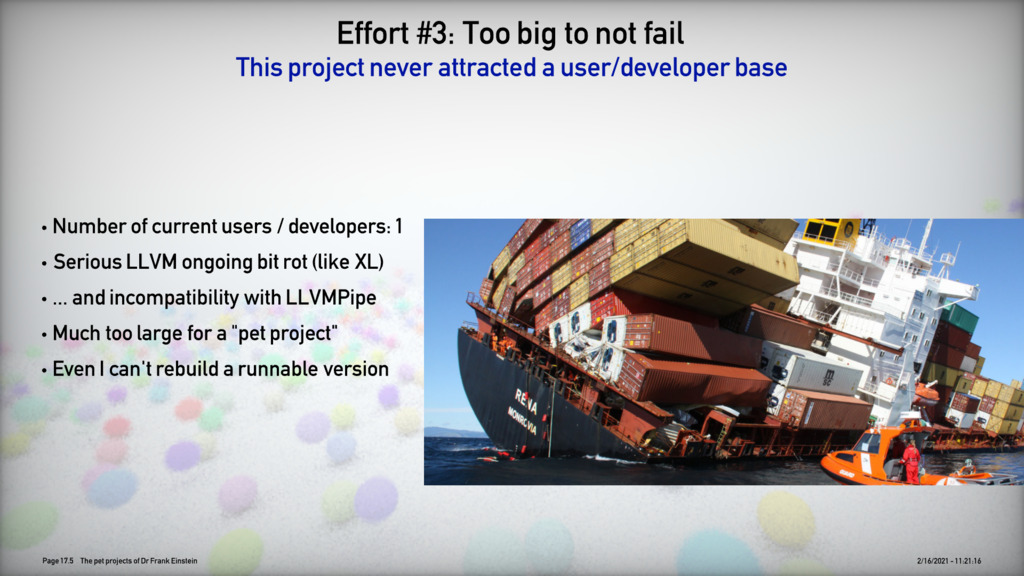 Effort #3: Too big to not fail
This project never attracted a user/developer base
• Number of current users / developers: 1
• Serious LLVM ongoing bit rot (like XL)
• ... and incompatibility with LLVMPipe
• Much too large for a "pet project"
• Even I can't rebuild a runnable version
RENA
MONROVIA
Page 17.5 The pet projects of Dr Frank Einstein
2/16/2021 - 11:21:16